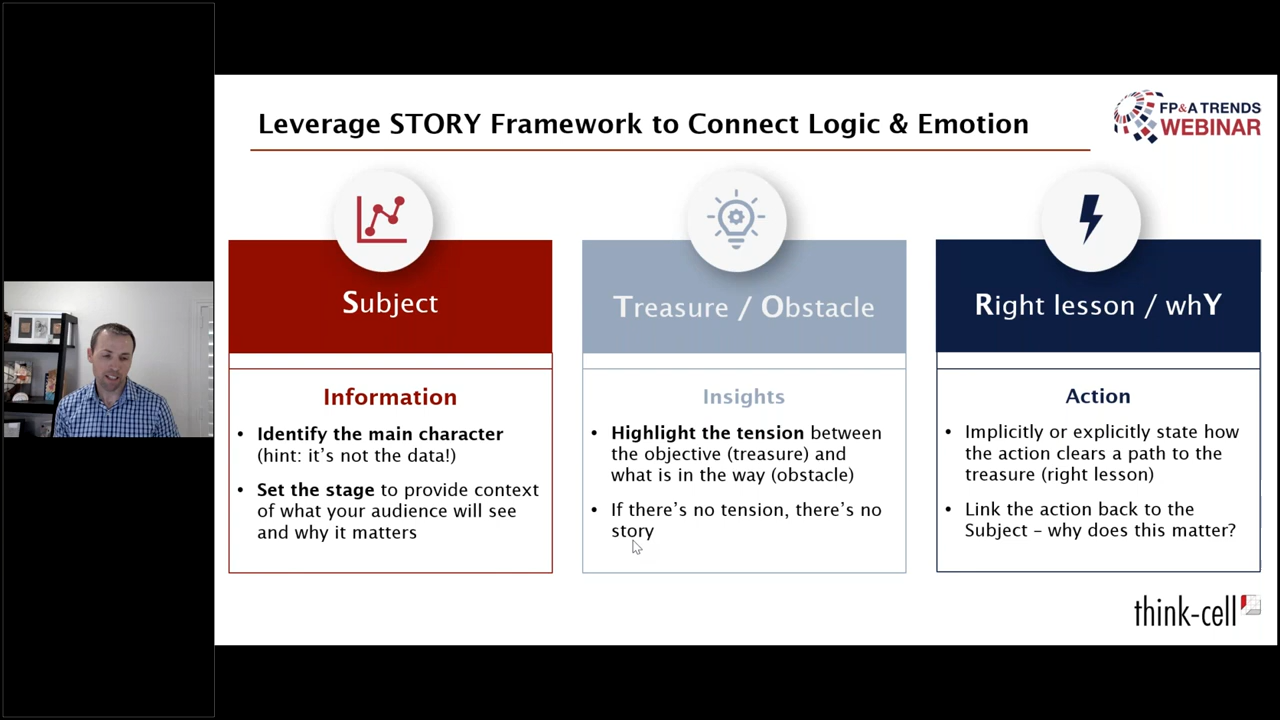 Leverage STORY Framework to Connect Logic & Emotion
FP&A TRENDS
WEBINAR
Subject
Information
• Identify the main character
(hint: it's not the data!)
• Set the stage to provide context
of what your audience will see
and why it matters
Treasure / Obstacle
Insights
• Highlight the tension between
the objective (treasure) and
what is in the way (obstacle)
• If there's no tension, there's no
story
Right lesson / whY
Action
• Implicitly or explicitly state how
the action clears a path to the
treasure (right lesson)
• Link the action back to the
Subject – why does this matter?
think-cell